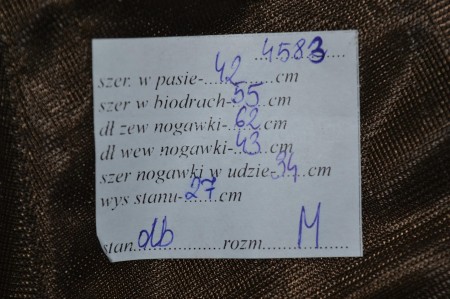 4583
szer. w pasie-....42....cm
szer w biodrach-55...cm
dł zew nogawki-..62...cm
dł wew nogawki-..43...cm
szer nogawki w udzie-34...cm
wys stanu-27...cm
stan. db ........rozm....M......